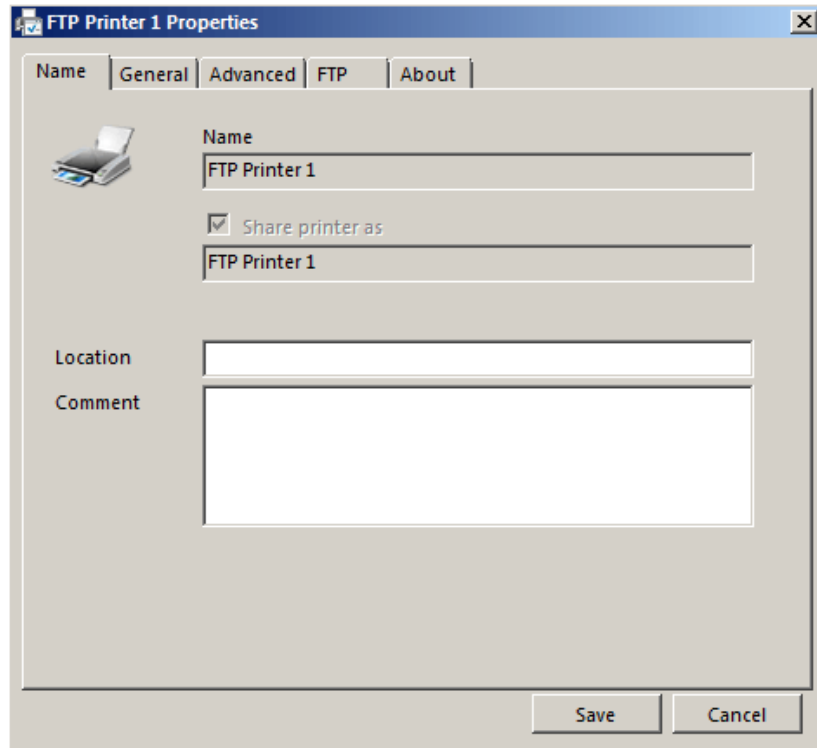 FTP Printer 1 Properties
Name General Advanced FTP About
Name
FTP Printer 1
Share printer as
FTP Printer 1
Location
Comment
Save Cancel